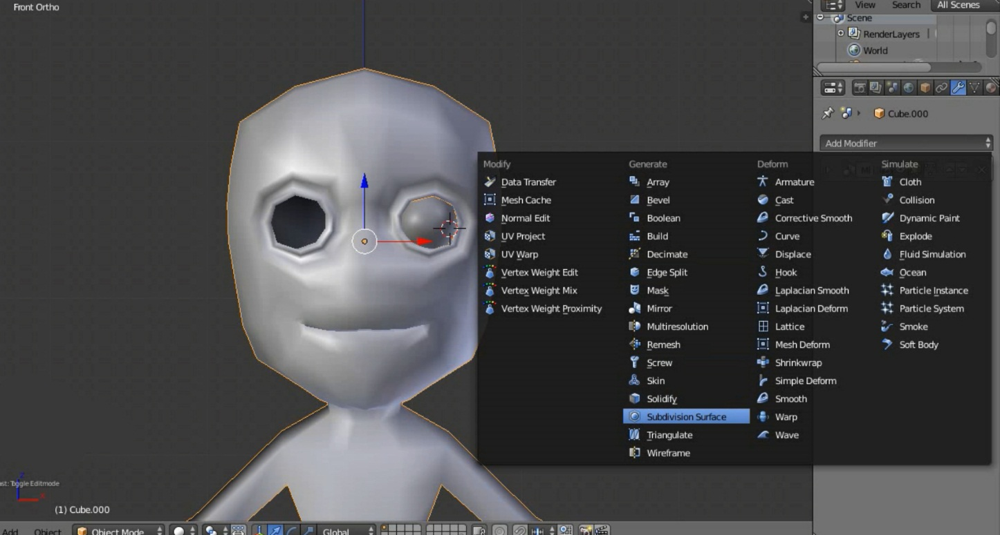 Front Ortho
View Search All Scenes
Scene
RenderLayers
World
Cube.000
Add Modifier
Modify
Data Transfer
Mesh Cache
Normal Edit
UV Project
UV Warp
Vertex Weight Edit
Vertex Weight Mix
Vertex Weight Proximity
Generate
Array
Bevel
Boolean
Build
Decimate
Edge Split
Mask
Mirror
Multiresolution
Remesh
Screw
Skin
Solidify
Subdivision Surface
Triangulate
Wireframe
Deform
Armature
Cast
Corrective Smooth
Curve
Displace
Hook
Laplacian Smooth
Laplacian Deform
Lattice
Mesh Deform
Shrinkwrap
Simple Deform
Smooth
Warp
Wave
Simulate
Cloth
Collision
Dynamic Paint
Explode
Fluid Simulation
Ocean
Particle Instance
Particle System
Smoke
Soft Body
Z
ast: Toggle Editmode
X
(1) Cube.000
Add Object Object Mode Global